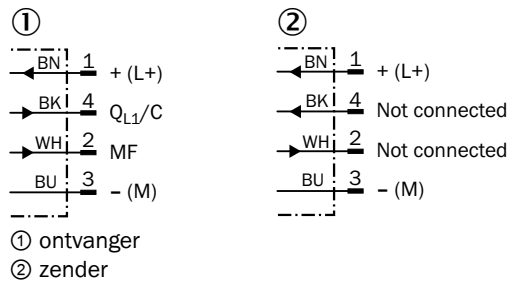 ①
BN 1 + (L+)
BK 4 Q_L1/C
WH 2 MF
BU 3 − (M)
②
BN 1 + (L+)
BK 4 Not connected
WH 2 Not connected
BU 3 − (M)
① ontvanger
② zender